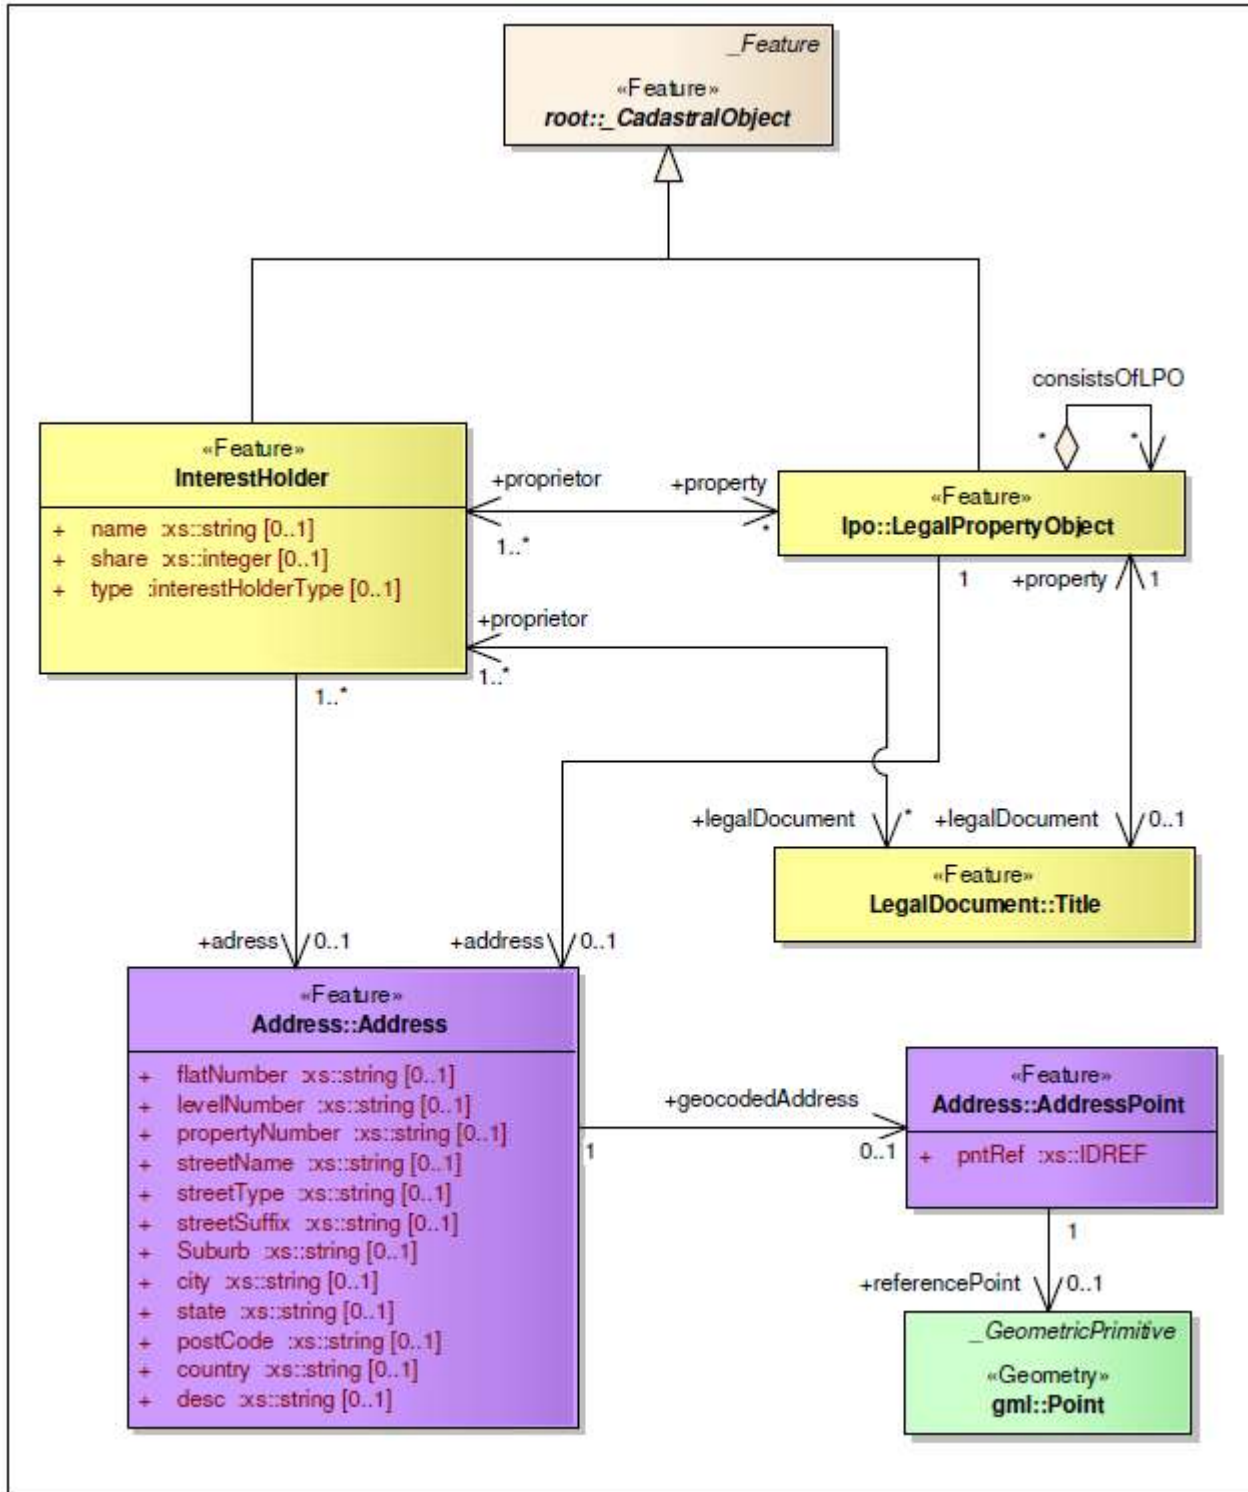 _Feature
«Feature»
root::_CadastralObject
consistsOfLPO
*
*
«Feature»
InterestHolder
+ name :xs::string [0..1]
+ share :xs::integer [0..1]
+ type :interestHolderType [0..1]
+proprietor
+property
1..*
*
«Feature»
lpo::LegalPropertyObject
1
+property
1
+proprietor
1..*
1..*
+legalDocument
*
+legalDocument
0..1
«Feature»
LegalDocument::Title
+adress
0..1
+address
0..1
«Feature»
Address::Address
+ flatNumber :xs::string [0..1]
+ levelNumber :xs::string [0..1]
+ propertyNumber :xs::string [0..1]
+ streetName :xs::string [0..1]
+ streetType :xs::string [0..1]
+ streetSuffix :xs::string [0..1]
+ Suburb :xs::string [0..1]
+ city :xs::string [0..1]
+ state :xs::string [0..1]
+ postCode :xs::string [0..1]
+ country :xs::string [0..1]
+ desc :xs::string [0..1]
+geocodedAddress
1
0..1
«Feature»
Address::AddressPoint
+ pntRef :xs::IDREF
1
+referencePoint
0..1
_GeometricPrimitive
«Geometry»
gml::Point